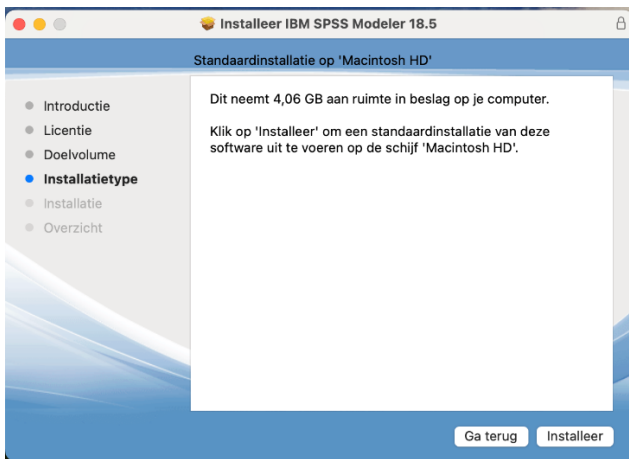 Installeer IBM SPSS Modeler 18.5
Standaardinstallatie op 'Macintosh HD'
Introductie
Licentie
Doelvolume
Installatietype
Installatie
Overzicht
Dit neemt 4,06 GB aan ruimte in beslag op je computer.
Klik op 'Installeer' om een standaardinstallatie van deze
software uit te voeren op de schijf 'Macintosh HD'.
Ga terug
Installeer